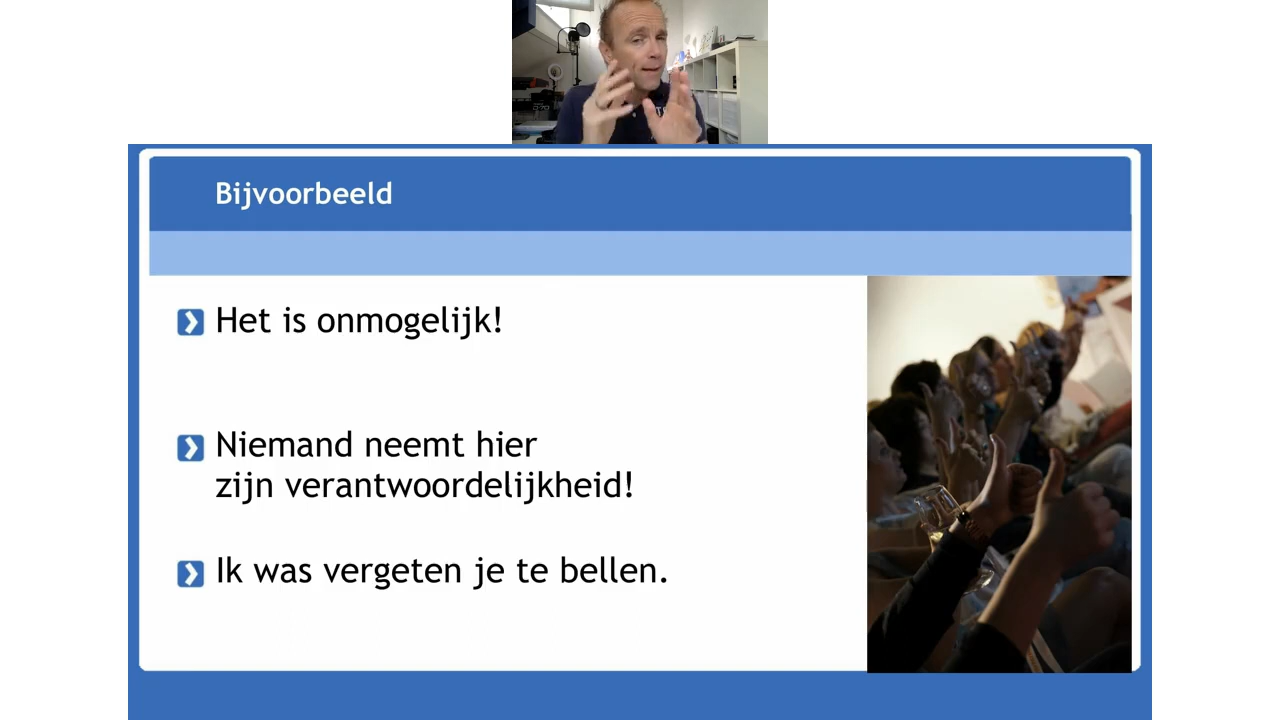 Bijvoorbeeld
Het is onmogelijk!
Niemand neemt hier
zijn verantwoordelijkheid!
Ik was vergeten je te bellen.